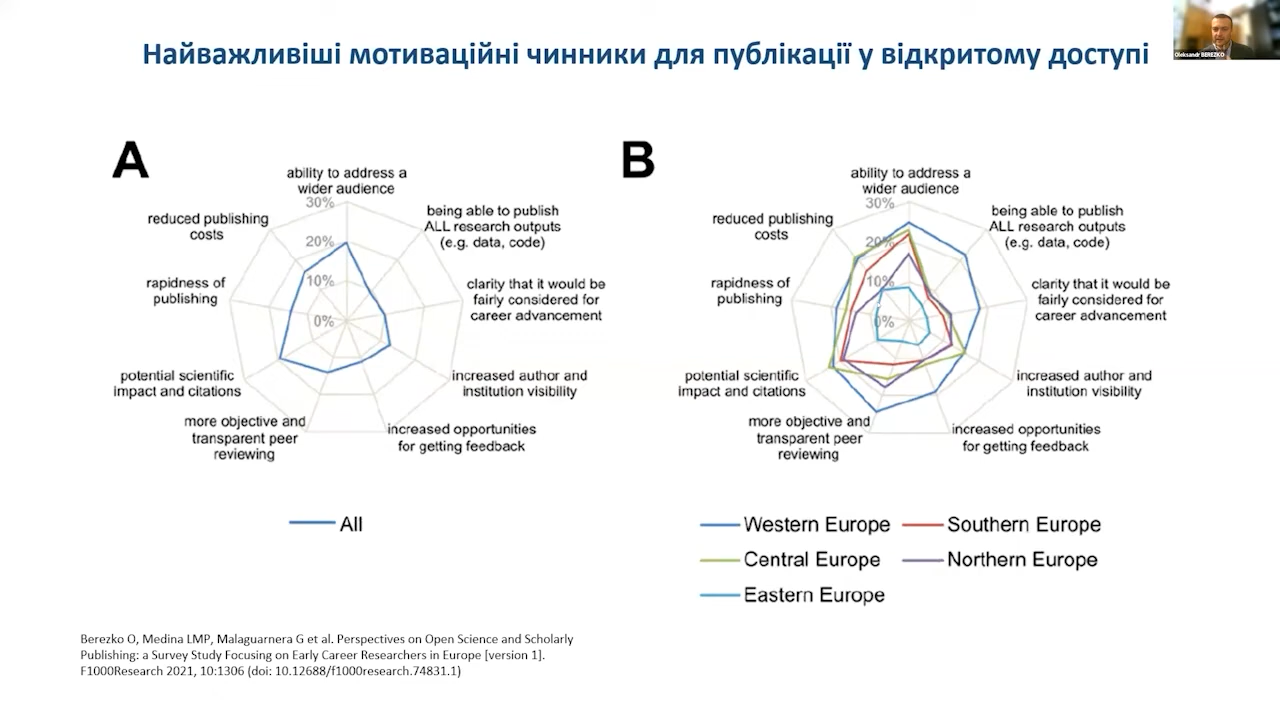 Найважливіші мотиваційні чинники для публікації у відкритому доступі
Oleksandr BEREZKO
A
ability to address a
wider audience
30%
20%
10%
0%
being able to publish
ALL research outputs
(e.g. data, code)
clarity that it would be
fairly considered for
career advancement
increased author and
institution visibility
increased opportunities
for getting feedback
more objective and
transparent peer
reviewing
potential scientific
impact and citations
rapidness of
publishing
reduced publishing
costs
All
B
ability to address a
wider audience
30%
20%
10%
0%
being able to publish
ALL research outputs
(e.g. data, code)
clarity that it would be
fairly considered for
career advancement
increased author and
institution visibility
increased opportunities
for getting feedback
more objective and
transparent peer
reviewing
potential scientific
impact and citations
rapidness of
publishing
reduced publishing
costs
Western Europe
Southern Europe
Central Europe
Northern Europe
Eastern Europe
Berezko O, Medina LMP, Malaguarnera G et al. Perspectives on Open Science and Scholarly
Publishing: a Survey Study Focusing on Early Career Researchers in Europe [version 1].
F1000Research 2021, 10:1306 (doi: 10.12688/f1000research.74831.1)